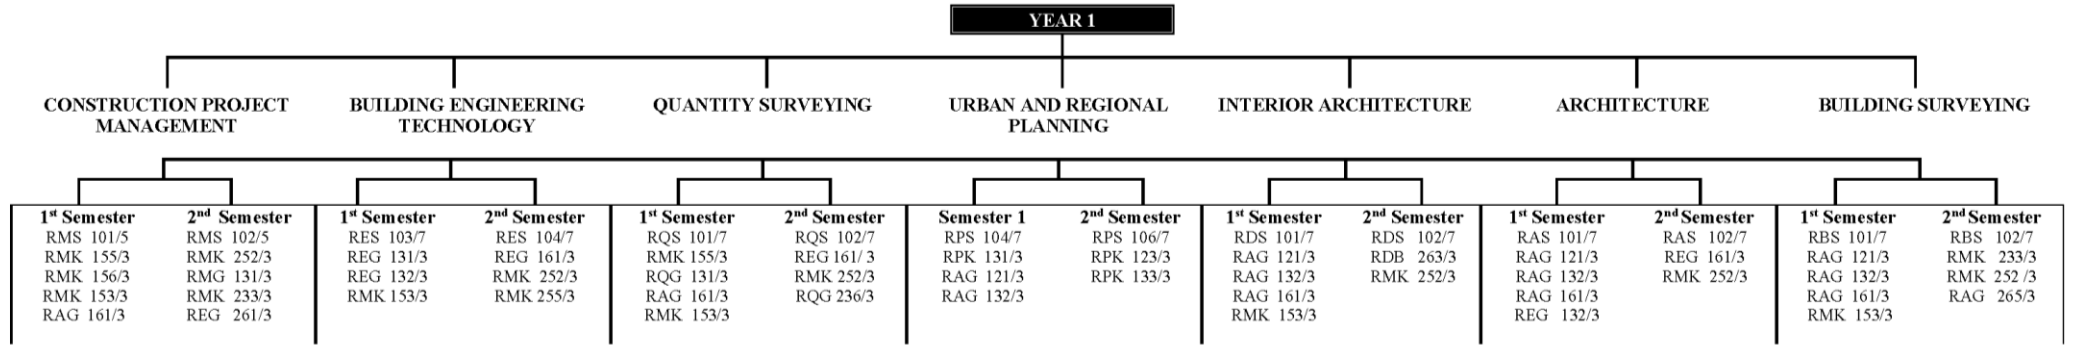 YEAR 1
CONSTRUCTION PROJECT
MANAGEMENT
BUILDING ENGINEERING
TECHNOLOGY
QUANTITY SURVEYING
URBAN AND REGIONAL
PLANNING
INTERIOR ARCHITECTURE
ARCHITECTURE
BUILDING SURVEYING
1st Semester
RMS 101/5
RMK 155/3
RMK 156/3
RMK 153/3
RAG 161/3
2nd Semester
RMS 102/5
RMK 252/3
RMG 131/3
RMK 233/3
REG 261/3
1st Semester
RES 103/7
REG 131/3
REG 132/3
RMK 153/3
2nd Semester
RES 104/7
REG 161/3
RMK 252/3
RMK 255/3
1st Semester
RQS 101/7
RMK 155/3
RQG 131/3
RAG 161/3
RMK 153/3
2nd Semester
RQS 102/7
REG 161/ 3
RMK 252/3
RQG 236/3
Semester 1
RPS 104/7
RPK 131/3
RAG 121/3
RAG 132/3
2nd Semester
RPS 106/7
RPK 123/3
RPK 133/3
1st Semester
RDS 101/7
RAG 121/3
RAG 132/3
RAG 161/3
RMK 153/3
2nd Semester
RDS 102/7
RDB 263/3
RMK 252/3
1st Semester
RAS 101/7
RAG 121/3
RAG 132/3
RAG 161/3
REG 132/3
2nd Semester
RAS 102/7
REG 161/3
RMK 252/3
1st Semester
RBS 101/7
RAG 121/3
RAG 132/3
RAG 161/3
RMK 153/3
2nd Semester
RBS 102/7
RMK 233/3
RMK 252 /3
RAG 265/3